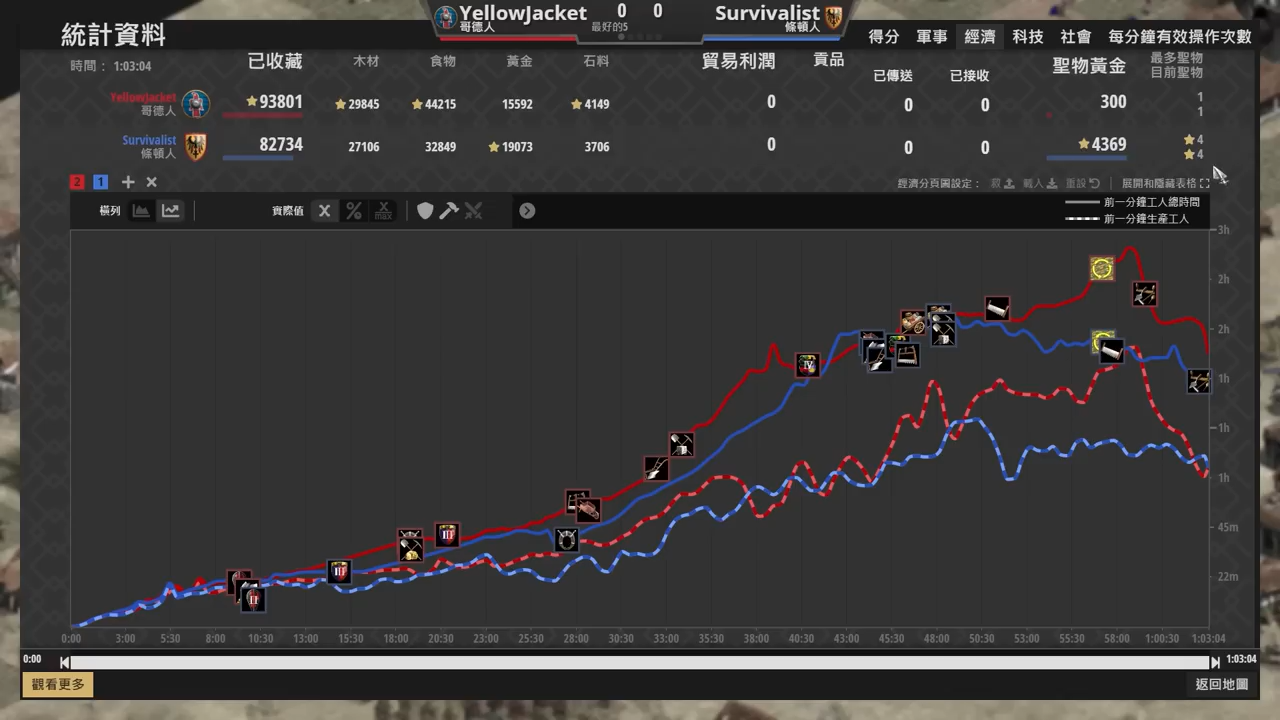 YellowJacket 0 0 Survivalist
哥德人 最好的5 條頓人
統計資料
得分 軍事 經濟 科技 社會 每分鐘有效操作次數
時間： 1:03:04
已收藏 木材 食物 黃金 石料 貿易利潤 貢品 已傳送 已接收 聖物黃金 最多聖物 目前聖物
YellowJacket 93801 29845 44215 15592 4149 0 0 0 300 1
哥德人 1
Survivalist 82734 27106 32849 19073 3706 0 0 0 4369 4
條頓人 4
2 1 + ×
經濟分頁圖設定： 載入 重設 | 展開和隱藏表格
橫列 實際值 X % X/max
前一分鐘工人總時間
前一分鐘生產工人
3h
2h
2h
1h
1h
1h
45m
22m
IV
III
III
II
0:00 3:00 5:30 8:00 10:30 13:00 15:30 18:00 20:30 23:00 25:30 28:00 30:30 33:00 35:30 38:00 40:30 43:00 45:30 48:00 50:30 53:00 55:30 58:00 1:00:30 1:03:04
0:00 1:03:04
觀看更多 返回地圖